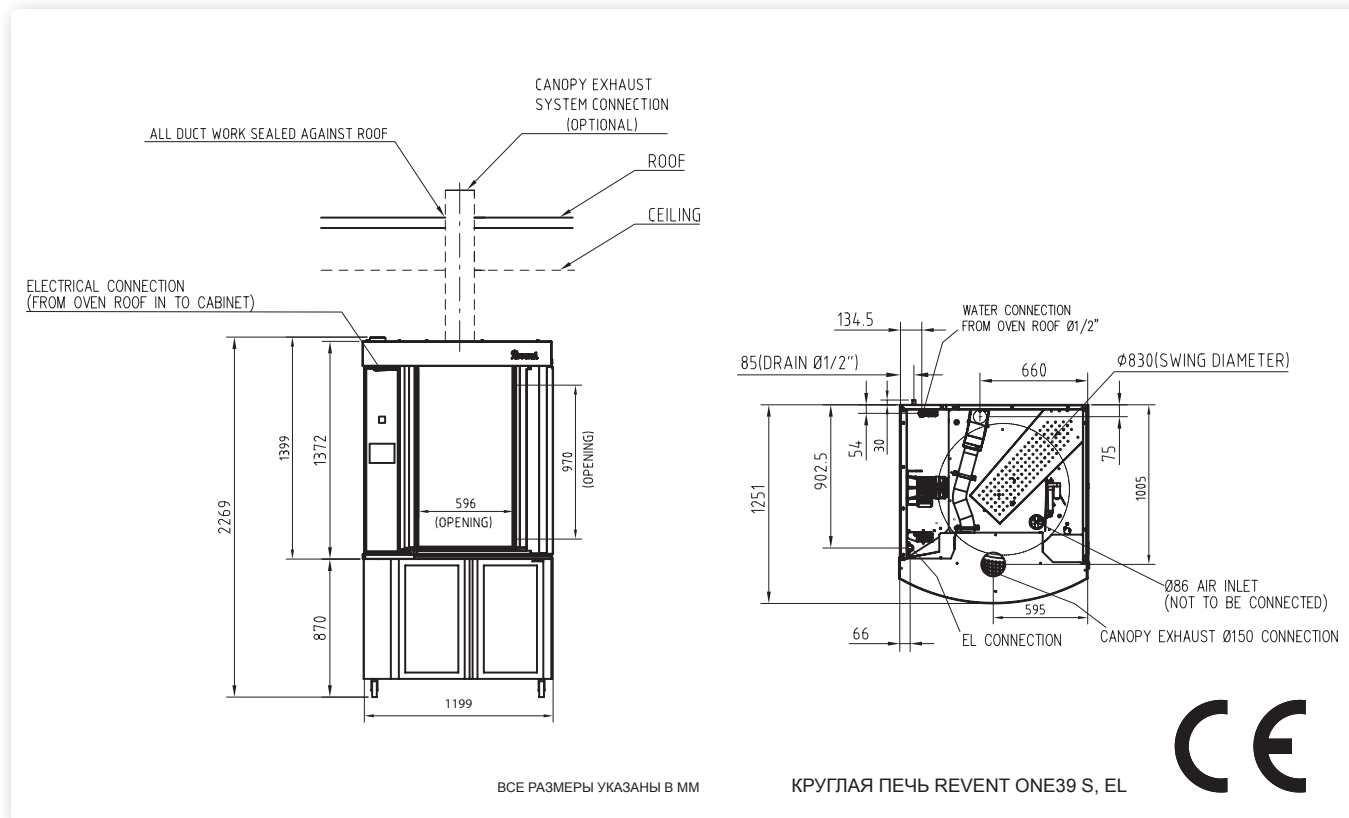 CANOPY EXHAUST
SYSTEM CONNECTION
(OPTIONAL)
ALL DUCT WORK SEALED AGAINST ROOF
ROOF
CEILING
ELECTRICAL CONNECTION
(FROM OVEN ROOF IN TO CABINET)
Revent
2269
1399
1372
970
(OPENING)
596
(OPENING)
870
1199
WATER CONNECTION
FROM OVEN ROOF Ø1/2"
134.5
85(DRAIN Ø1/2")
660
Ø830(SWING DIAMETER)
1251
902.5
54
30
75
1005
Ø86 AIR INLET
(NOT TO BE CONNECTED)
595
66
EL CONNECTION
CANOPY EXHAUST Ø150 CONNECTION
CE
ВСЕ РАЗМЕРЫ УКАЗАНЫ В ММ
КРУГЛАЯ ПЕЧЬ REVENT ONE39 S, EL